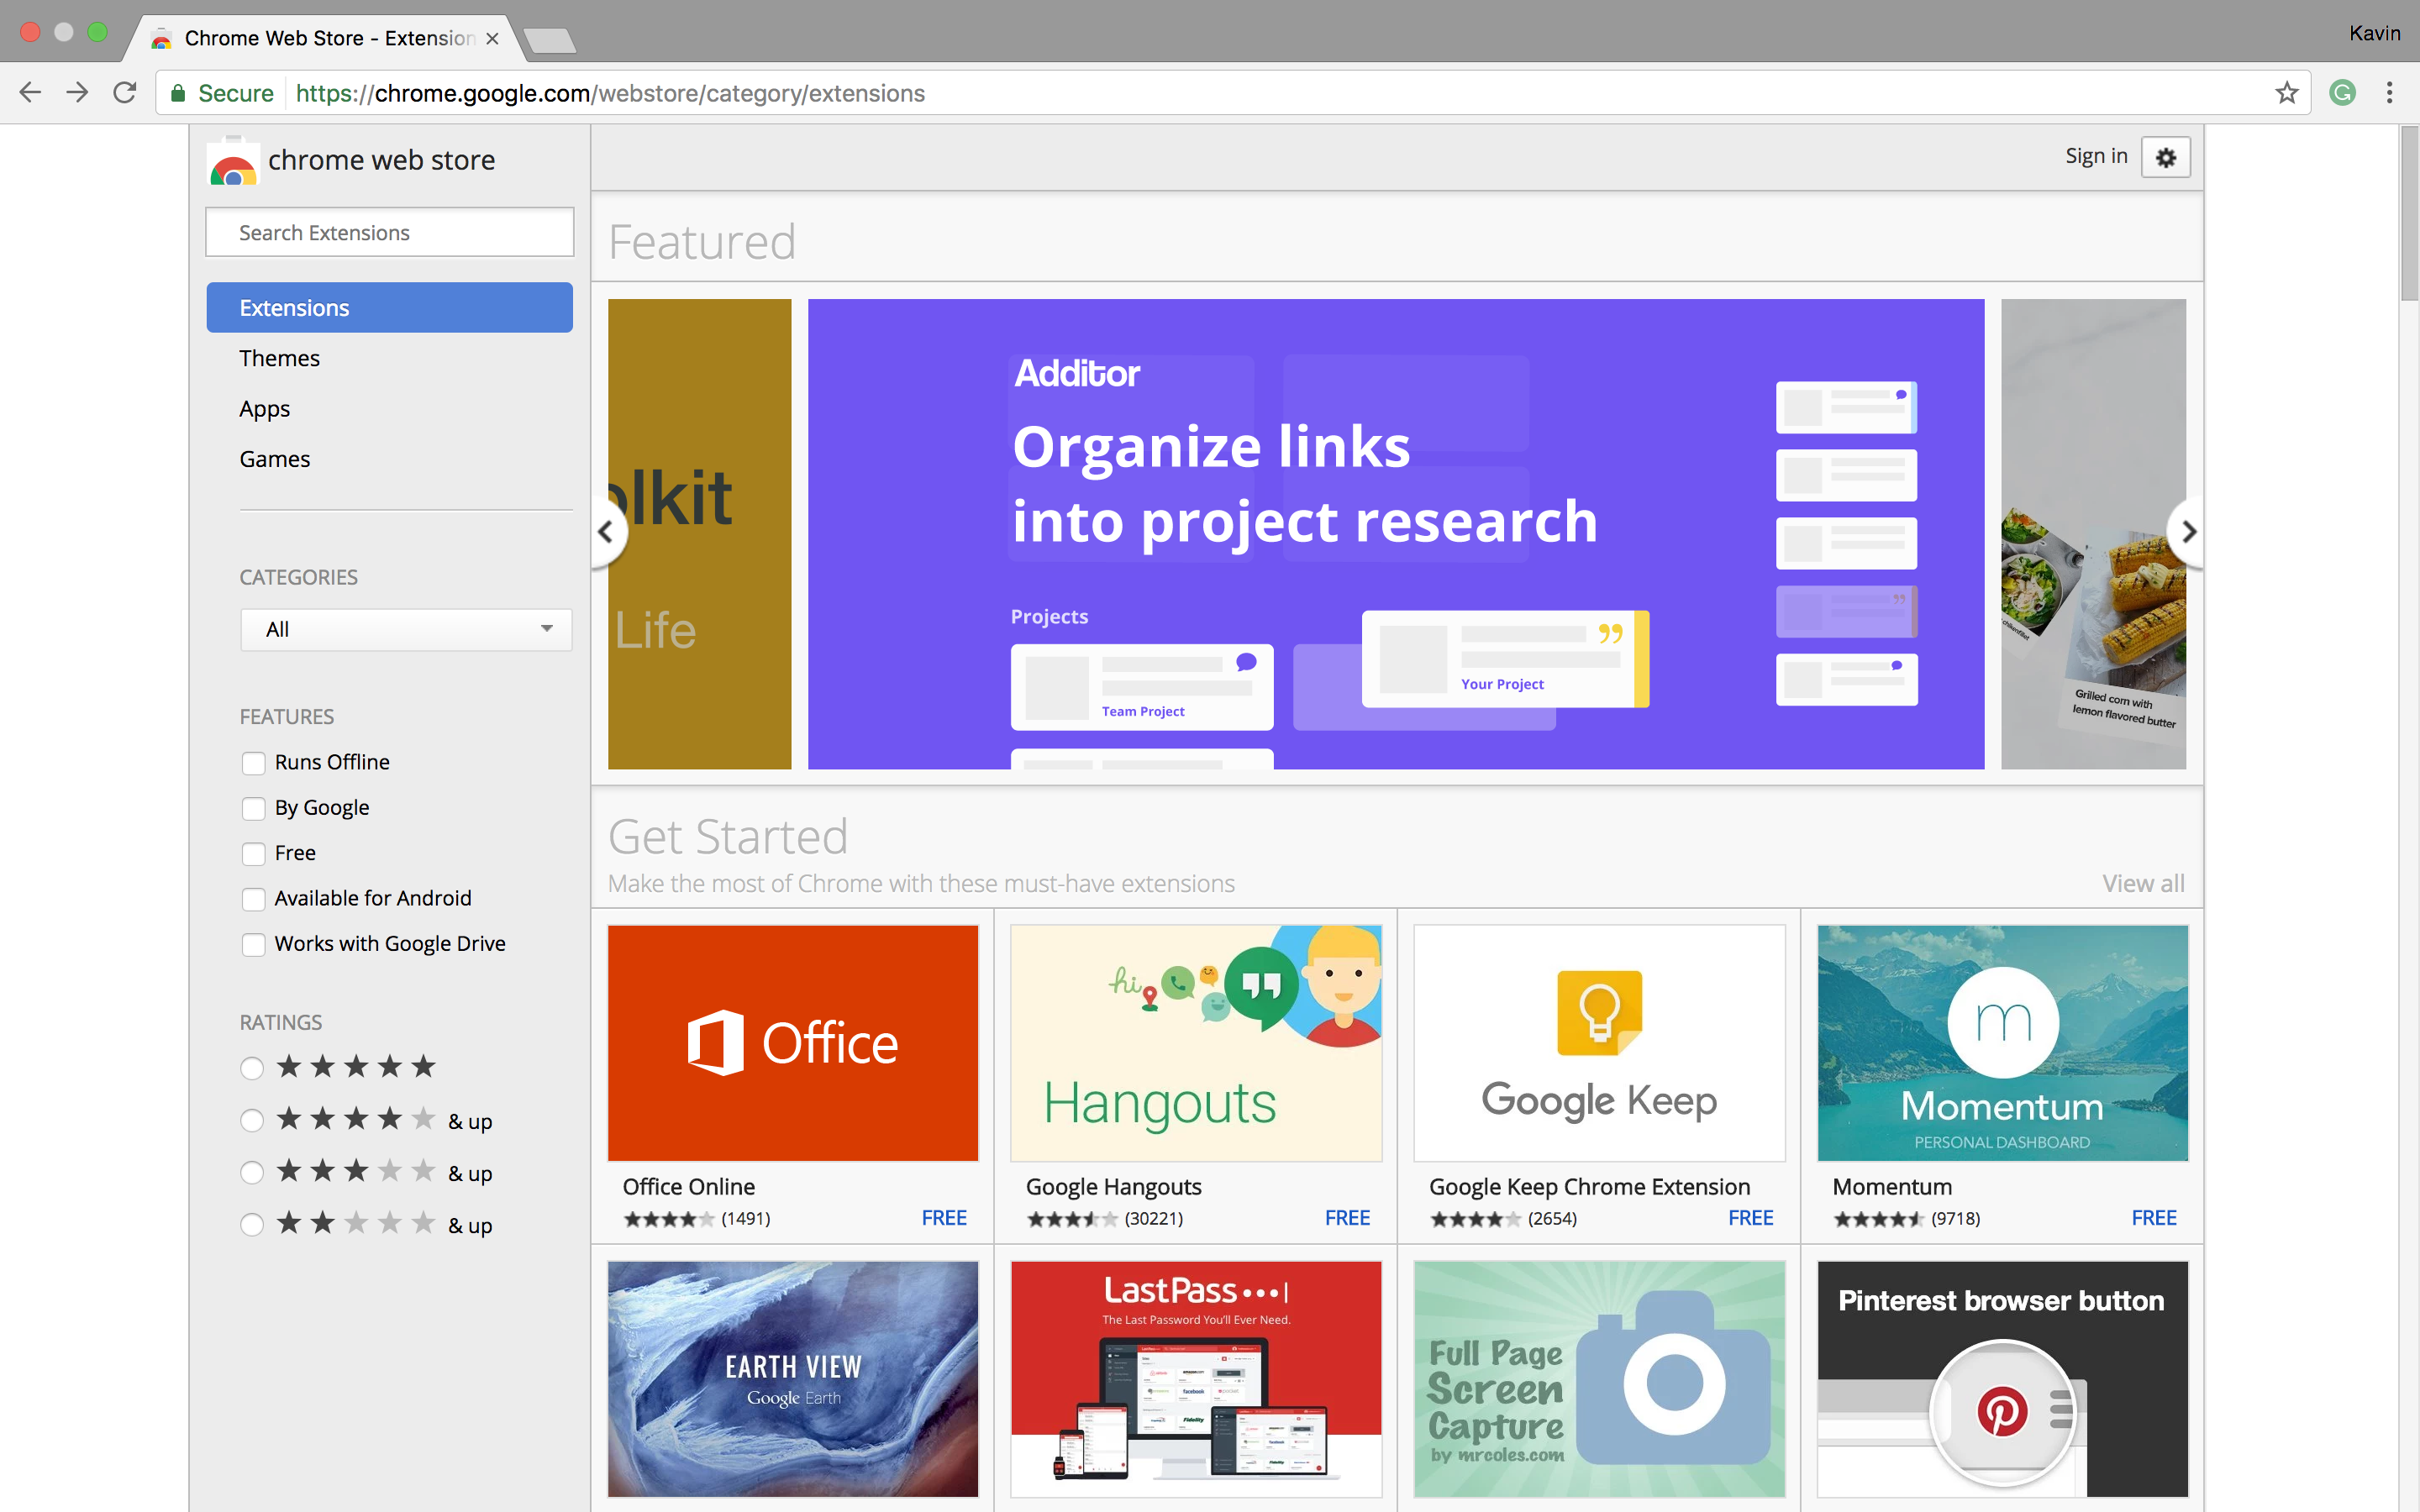 Chrome Web Store - Extension
Kavin
Secure
https://chrome.google.com/webstore/category/extensions
chrome web store
Sign in
Search Extensions
Extensions
Themes
Apps
Games
CATEGORIES
All
FEATURES
Runs Offline
By Google
Free
Available for Android
Works with Google Drive
RATINGS
& up
& up
& up
Featured
olkit
Life
Additor
Organize links
into project research
Projects
Team Project
Your Project
Grilled corn with
lemon flavored butter
Get Started
Make the most of Chrome with these must-have extensions
View all
Office
Office Online
(1491)
FREE
hi
Hangouts
Google Hangouts
(30221)
FREE
Google Keep
Google Keep Chrome Extension
(2654)
FREE
m
Momentum
PERSONAL DASHBOARD
Momentum
(9718)
FREE
EARTH VIEW
Google Earth
LastPass
The Last Password You'll Ever Need.
Full Page
Screen
Capture
by mrcoles.com
Pinterest browser button